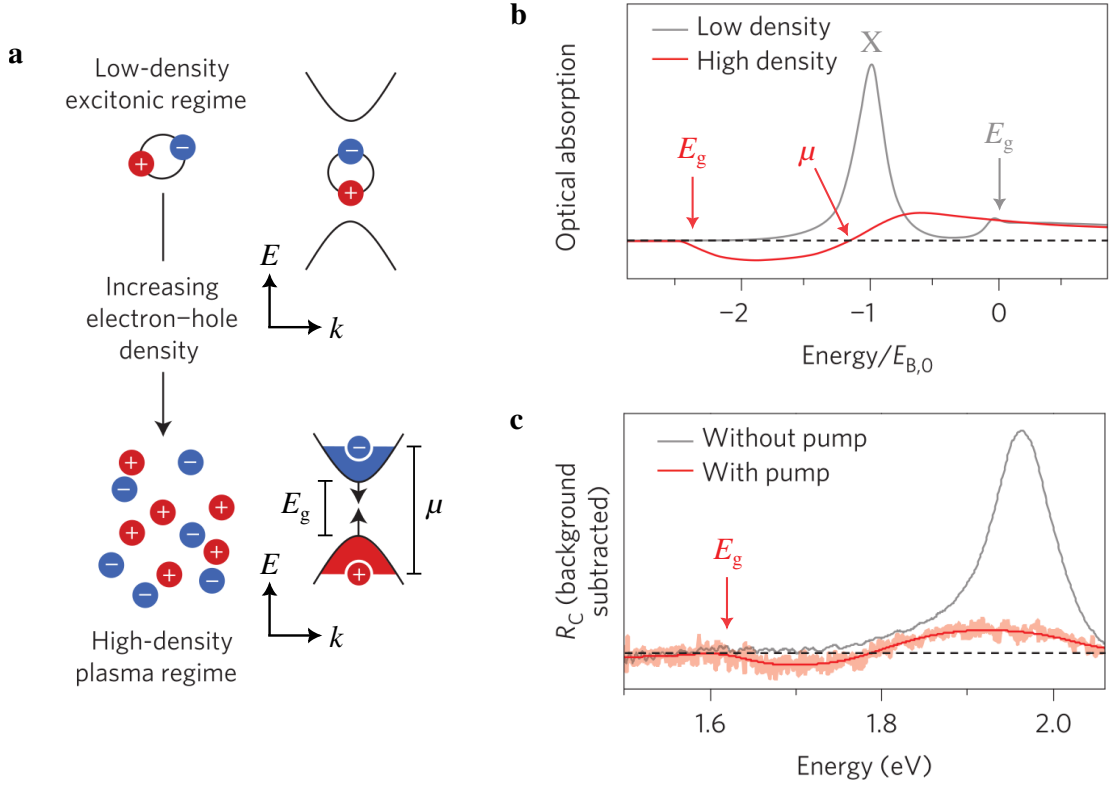 a
Low-density
excitonic regime
−
+
−
+
E
k
Increasing
electron–hole
density
+
−
−
+
+
+
−
+
−
+
−
−
High-density
plasma regime
−
E_g
μ
+
E
k
b
Low density
High density
X
E_g
μ
E_g
Optical absorption
−2
−1
0
Energy/E_B,0
c
Without pump
With pump
E_g
R_C (background
subtracted)
1.6
1.8
2.0
Energy (eV)